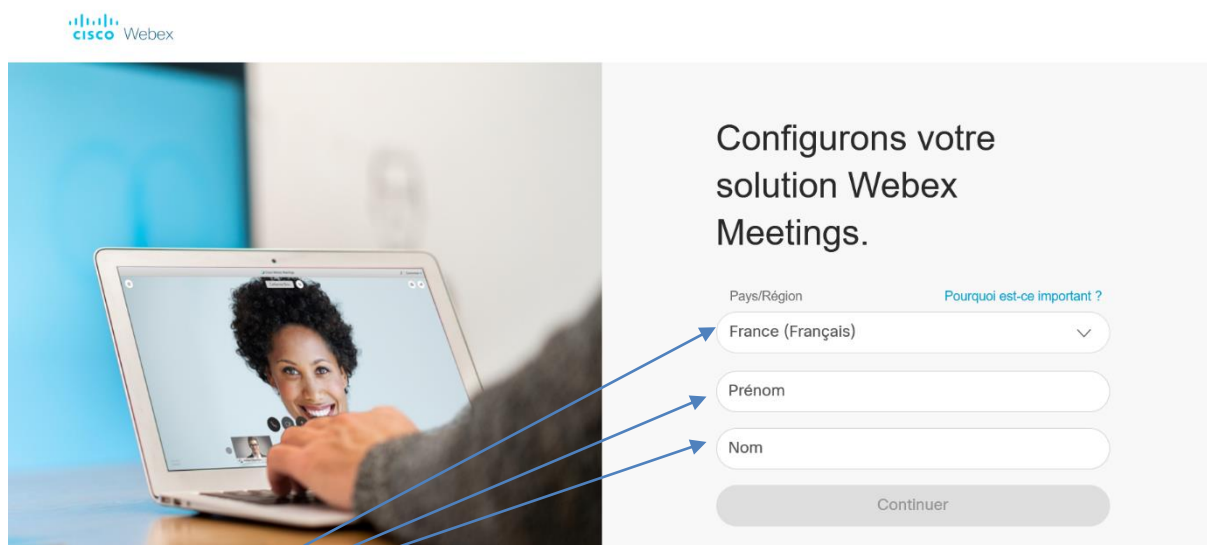 CISCO Webex
Configurons votre
solution Webex
Meetings.
Pays/Région Pourquoi est-ce important ?
France (Français)
Prénom
Nom
Continuer